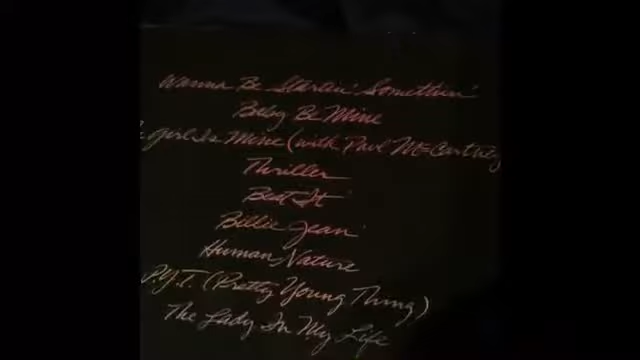 Wanna Be Startin' Somethin'
Baby Be Mine
Girl Is Mine (with Paul McCartney
Thriller
Beat It
Billie Jean
Human Nature
P.Y.T. (Pretty Young Thing)
The Lady In My Life